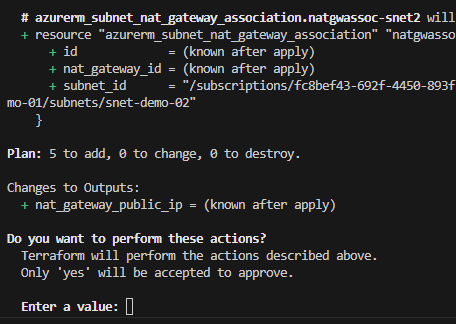 # azurerm_subnet_nat_gateway_association.natgwassoc-snet2 will
+ resource "azurerm_subnet_nat_gateway_association" "natgwasso
+ id = (known after apply)
+ nat_gateway_id = (known after apply)
+ subnet_id = "/subscriptions/fc8bef43-692f-4450-893f
mo-01/subnets/snet-demo-02"
}
Plan: 5 to add, 0 to change, 0 to destroy.
Changes to Outputs:
+ nat_gateway_public_ip = (known after apply)
Do you want to perform these actions?
Terraform will perform the actions described above.
Only 'yes' will be accepted to approve.
Enter a value: